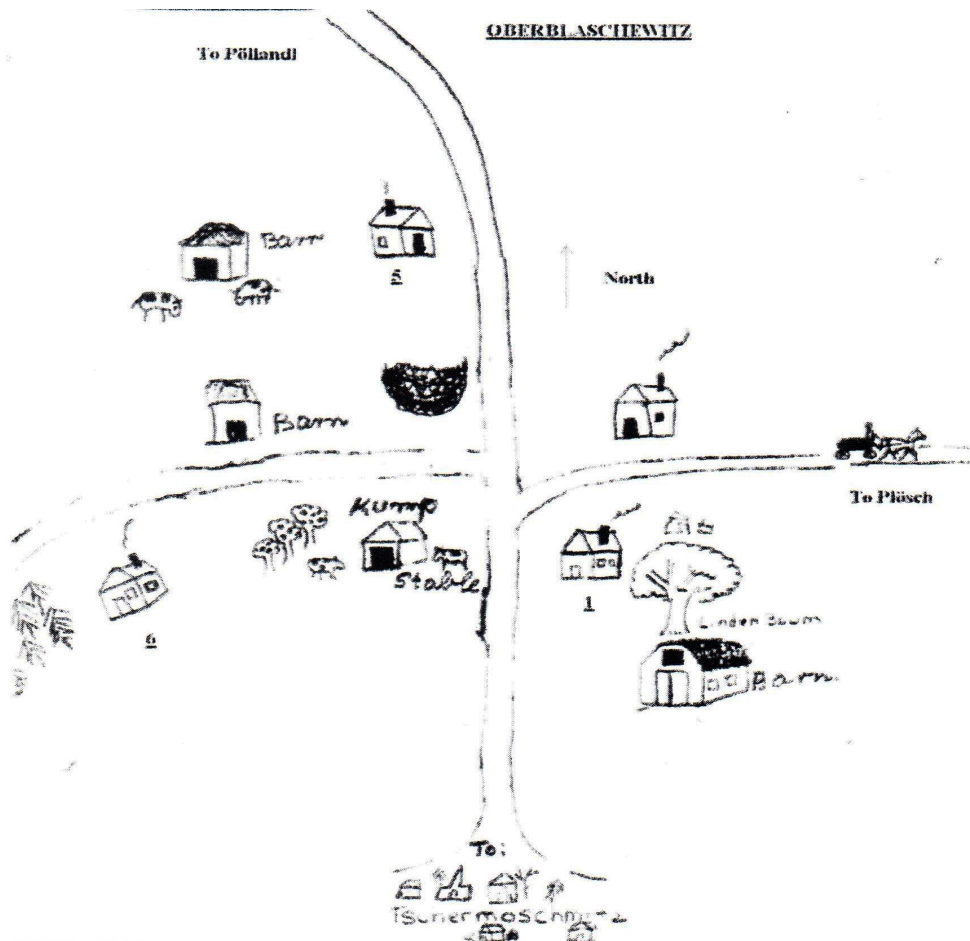 OBERBLASCHEWITZ
To Pöllandl
Barn
5
North
Barn
To Plösch
Kump
Stable
1
Linden Baum
6
Barn.
To:
Tschermoschnitz